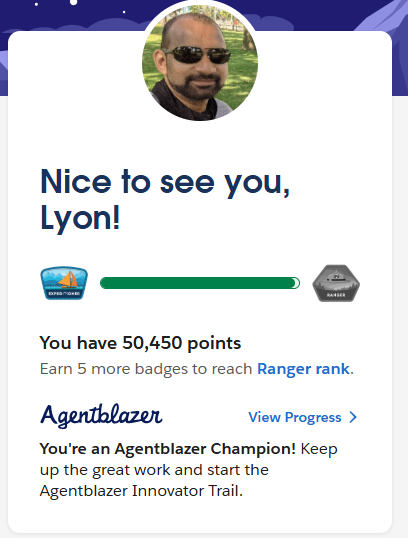 Nice to see you,
Lyon!
EXPEDITIONER
RANGER
You have 50,450 points
Earn 5 more badges to reach Ranger rank.
Agentblazer
View Progress >
You're an Agentblazer Champion! Keep
up the great work and start the
Agentblazer Innovator Trail.